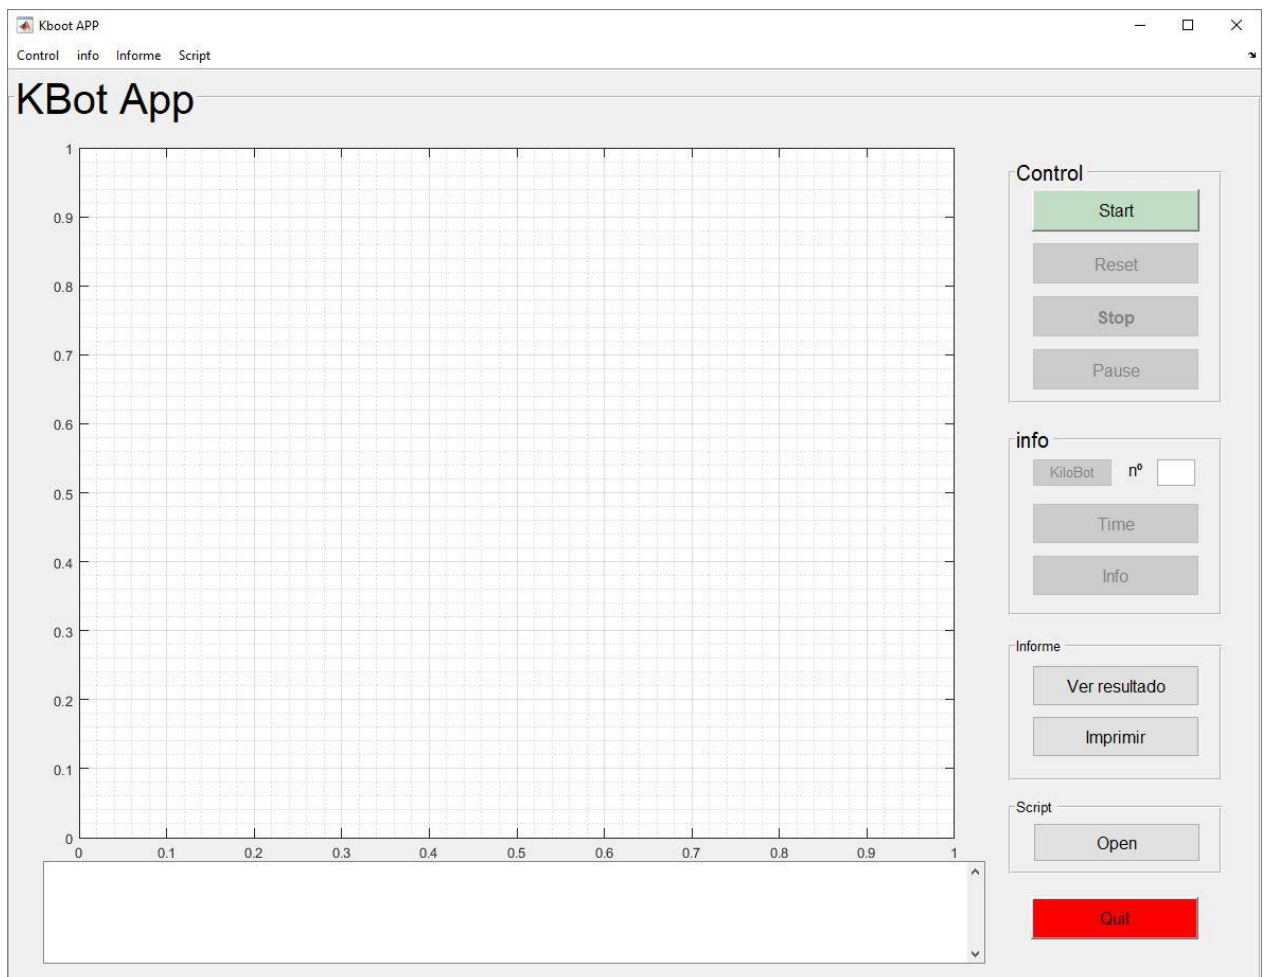 Kboot APP
Control info Informe Script
KBot App
1
0.9
0.8
0.7
0.6
0.5
0.4
0.3
0.2
0.1
0
0 0.1 0.2 0.3 0.4 0.5 0.6 0.7 0.8 0.9 1
Control
Start
Reset
Stop
Pause
info
KiloBot nº
Time
Info
Informe
Ver resultado
Imprimir
Script
Open
Quit